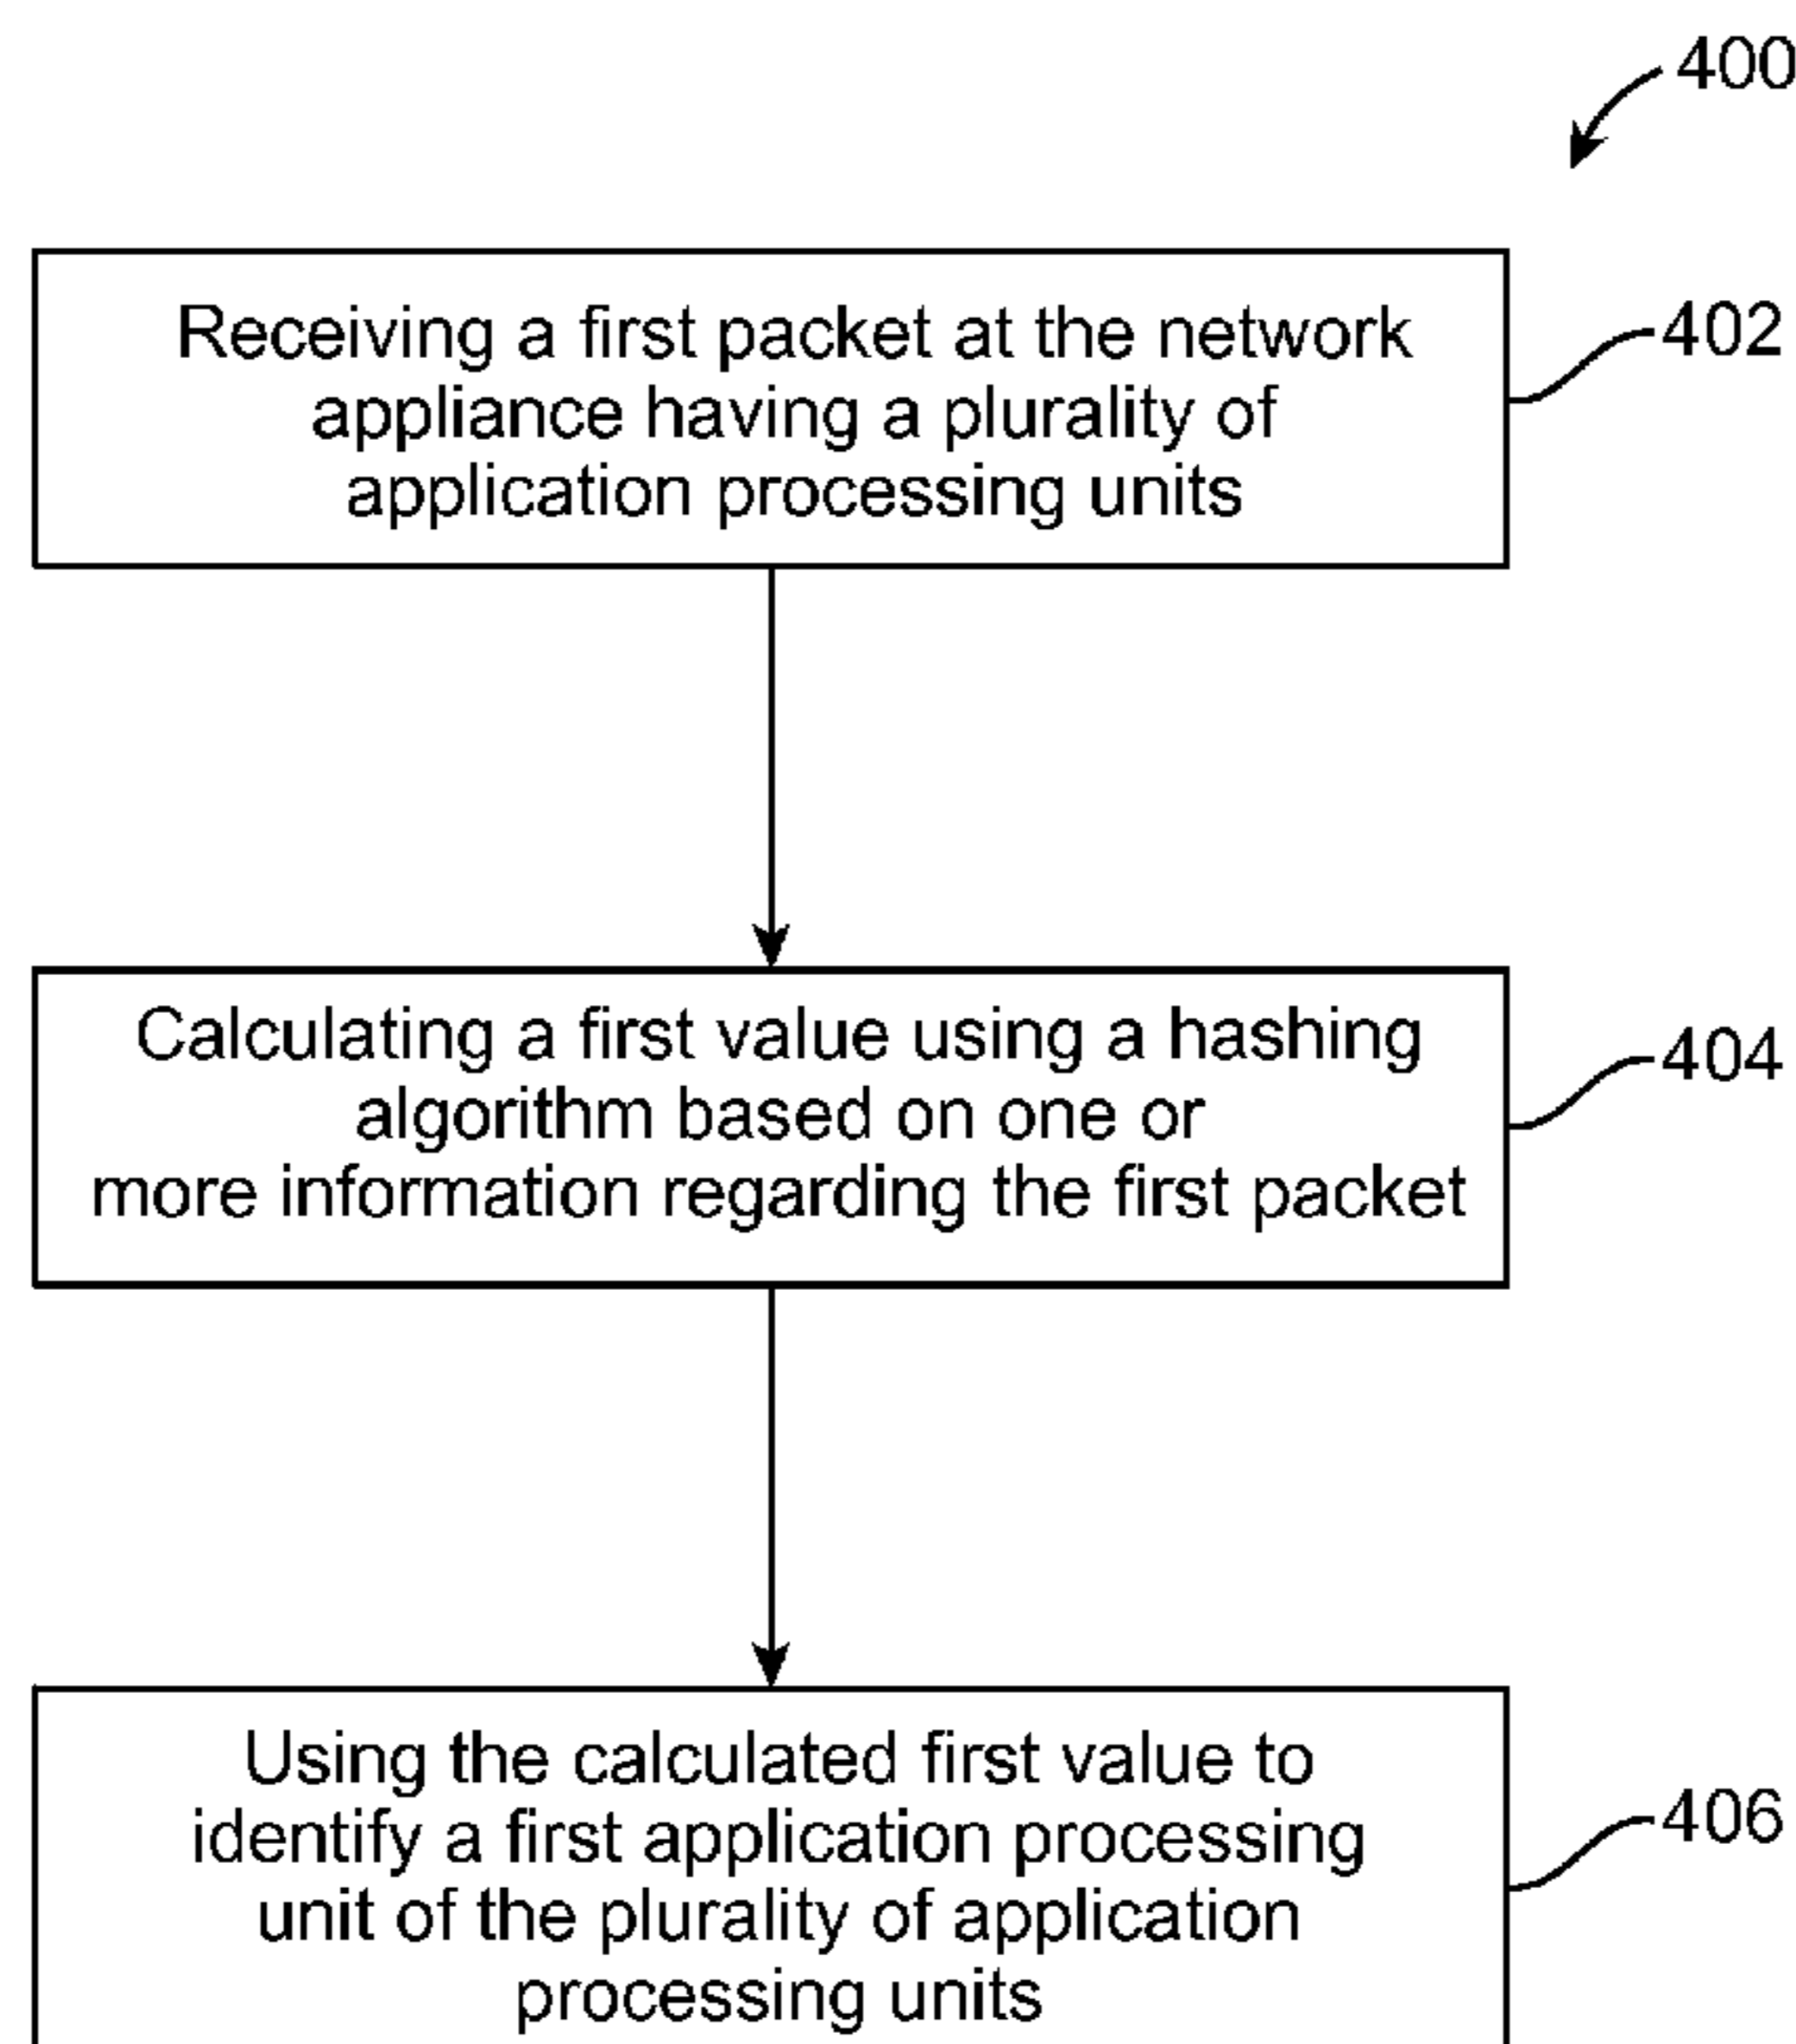 400
Receiving a first packet at the network
appliance having a plurality of
application processing units
402
Calculating a first value using a hashing
algorithm based on one or
more information regarding the first packet
404
Using the calculated first value to
identify a first application processing
unit of the plurality of application
processing units
406